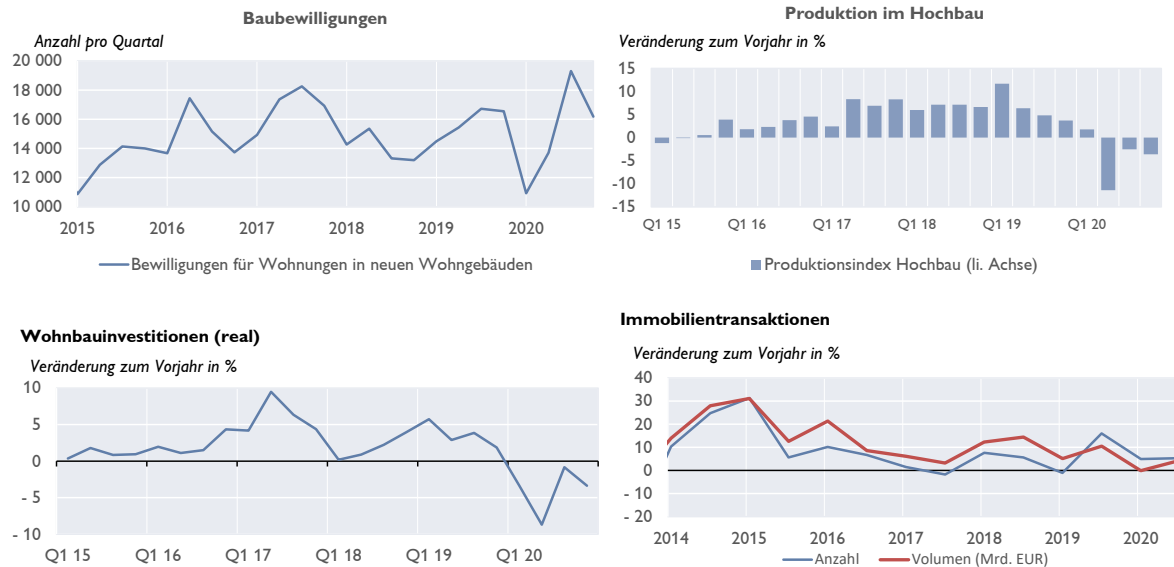 Baubewilligungen
Anzahl pro Quartal
20 000
18 000
16 000
14 000
12 000
10 000
2015 2016 2017 2018 2019 2020
Bewilligungen für Wohnungen in neuen Wohngebäuden
Produktion im Hochbau
Veränderung zum Vorjahr in %
15
10
5
0
-5
-10
-15
Q1 15 Q1 16 Q1 17 Q1 18 Q1 19 Q1 20
Produktionsindex Hochbau (li. Achse)
Wohnbauinvestitionen (real)
Veränderung zum Vorjahr in %
10
5
0
- 5
- 10
Q1 15 Q1 16 Q1 17 Q1 18 Q1 19 Q1 20
Immobilientransaktionen
Veränderung zum Vorjahr in %
40
30
20
10
0
- 10
- 20
2014 2015 2016 2017 2018 2019 2020
Anzahl Volumen (Mrd. EUR)